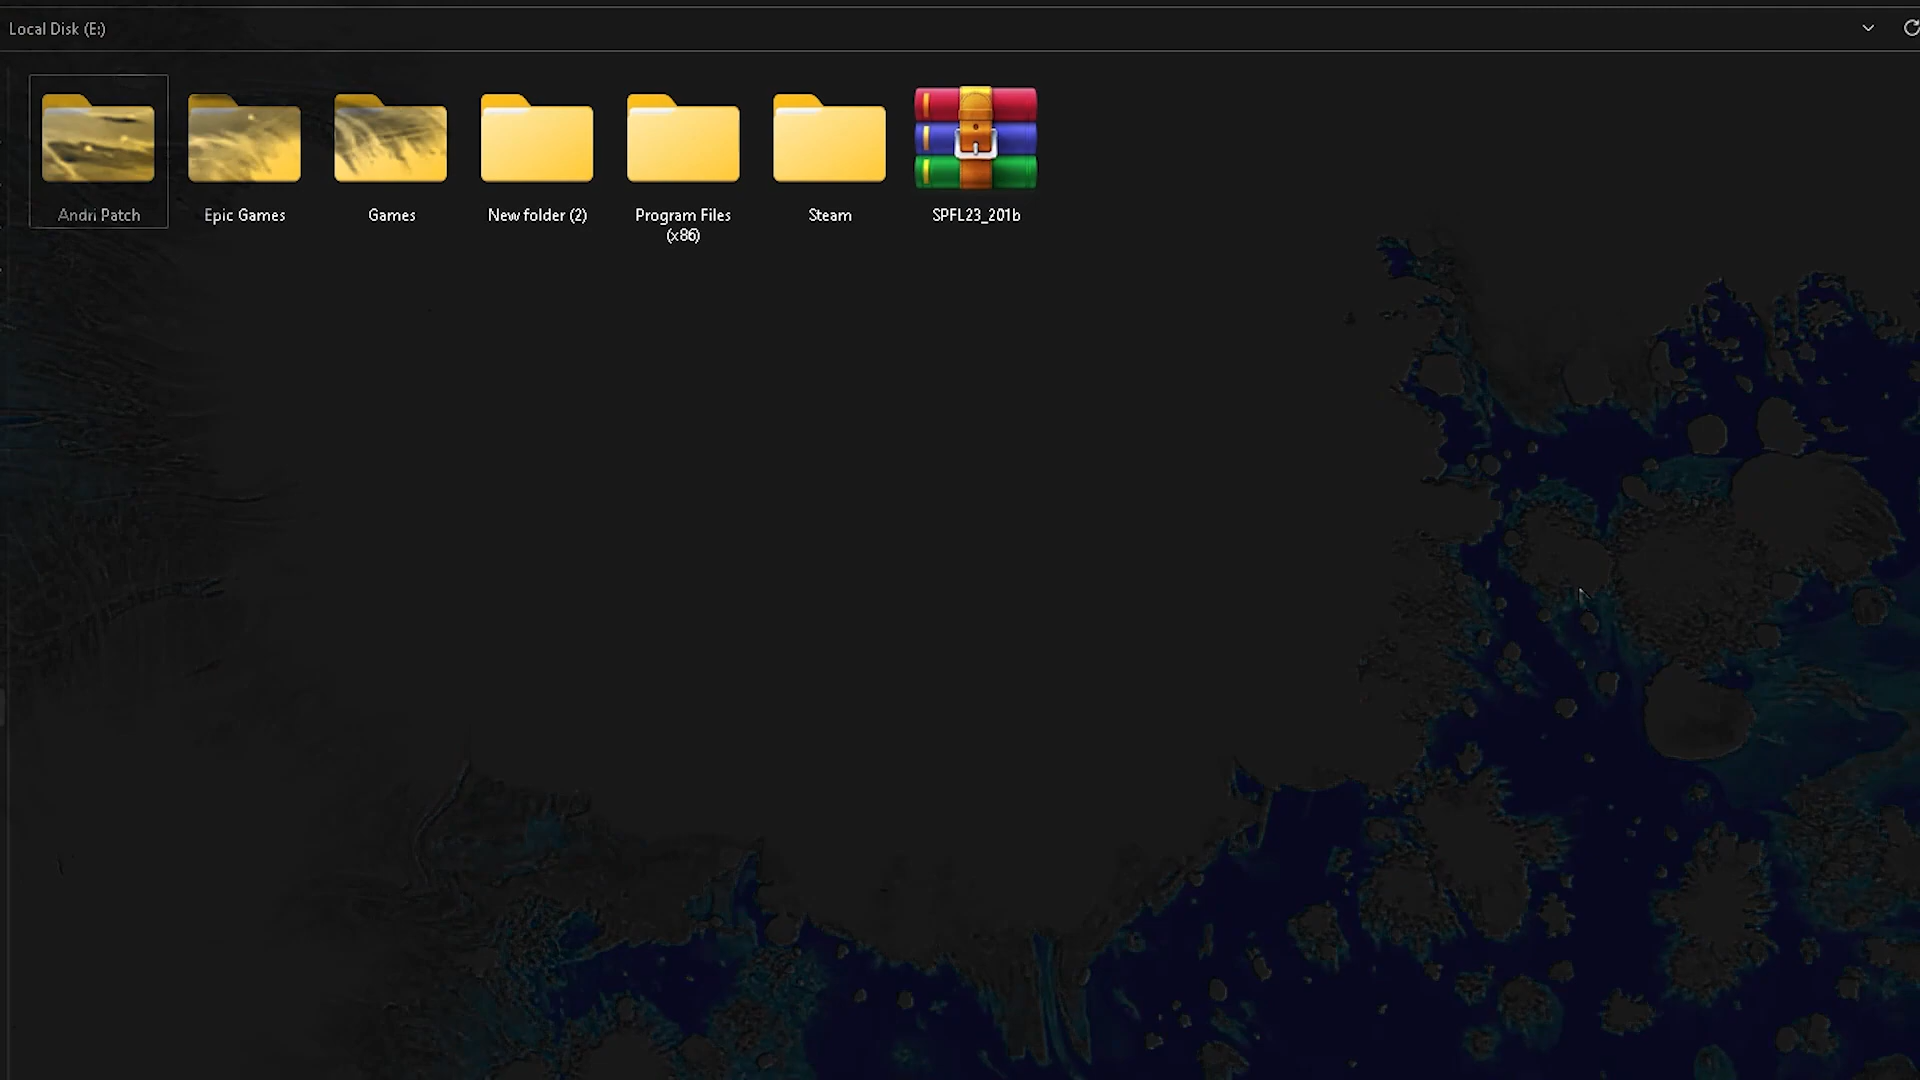 Local Disk (E:)
Andri Patch
Epic Games
Games
New folder (2)
Program Files
(x86)
Steam
SPFL23_201b